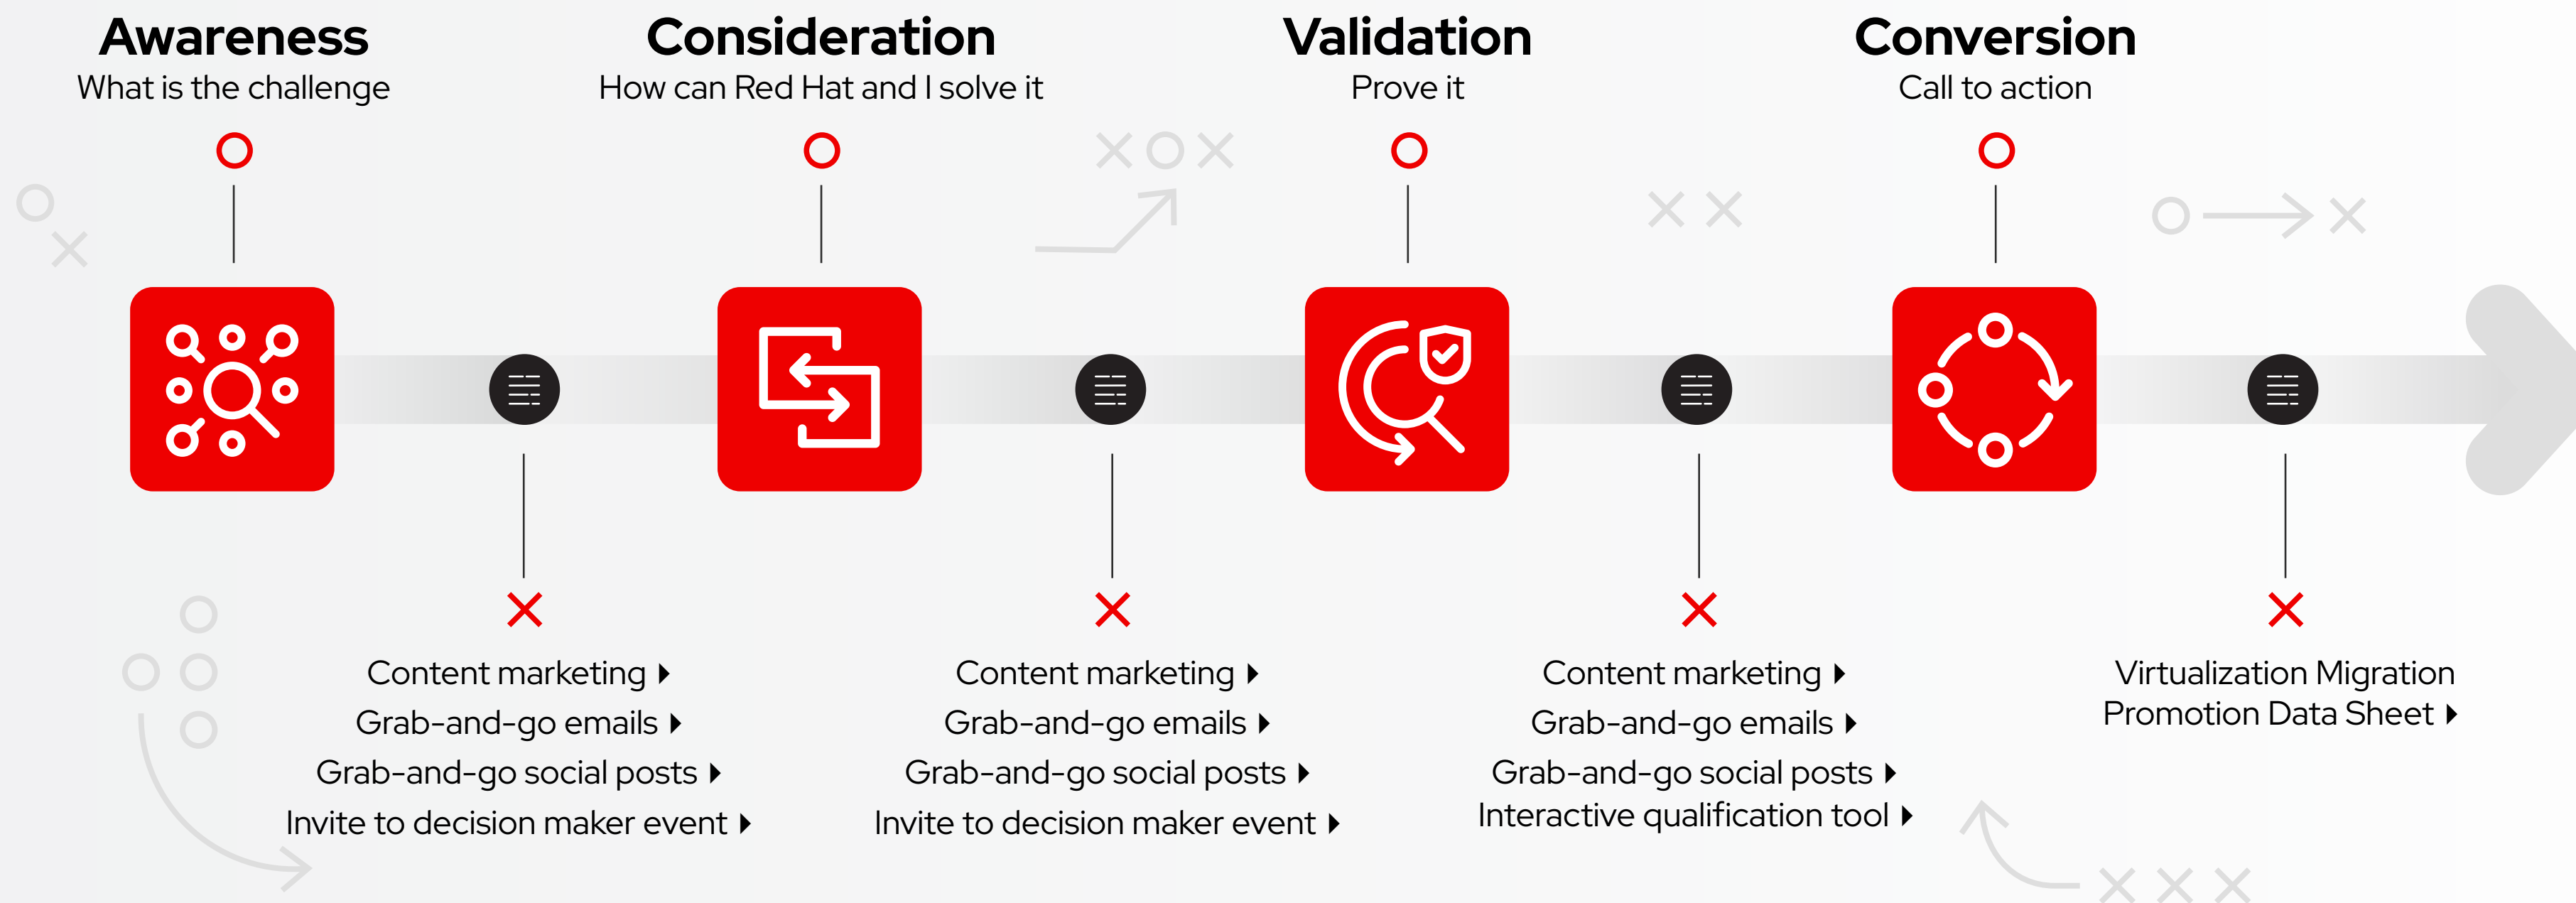 Awareness
What is the challenge
Consideration
How can Red Hat and I solve it
Validation
Prove it
Conversion
Call to action
Content marketing
Grab-and-go emails
Grab-and-go social posts
Invite to decision maker event
Content marketing
Grab-and-go emails
Grab-and-go social posts
Invite to decision maker event
Content marketing
Grab-and-go emails
Grab-and-go social posts
Interactive qualification tool
Virtualization Migration
Promotion Data Sheet